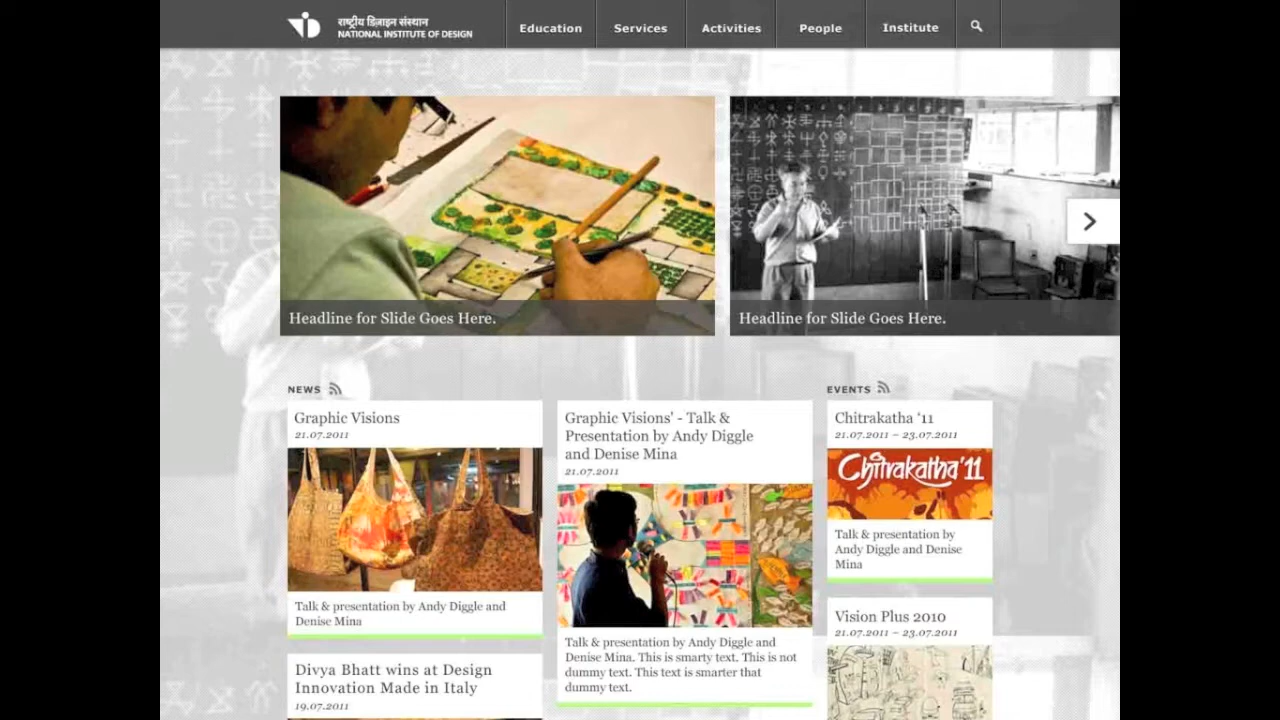 राष्ट्रीय डिज़ाइन संस्थान
NATIONAL INSTITUTE OF DESIGN
Education
Services
Activities
People
Institute
Headline for Slide Goes Here.
Headline for Slide Goes Here.
NEWS
Graphic Visions
21.07.2011
Talk & presentation by Andy Diggle and
Denise Mina
Divya Bhatt wins at Design
Innovation Made in Italy
19.07.2011
Graphic Visions' - Talk &
Presentation by Andy Diggle
and Denise Mina
21.07.2011
Talk & presentation by Andy Diggle and
Denise Mina. This is smarty text. This is not
dummy text. This text is smarter that
dummy text.
EVENTS
Chitrakatha '11
21.07.2011 – 23.07.2011
Chitrakatha'11
Talk & presentation by
Andy Diggle and Denise
Mina
Vision Plus 2010
21.07.2011 – 23.07.2011